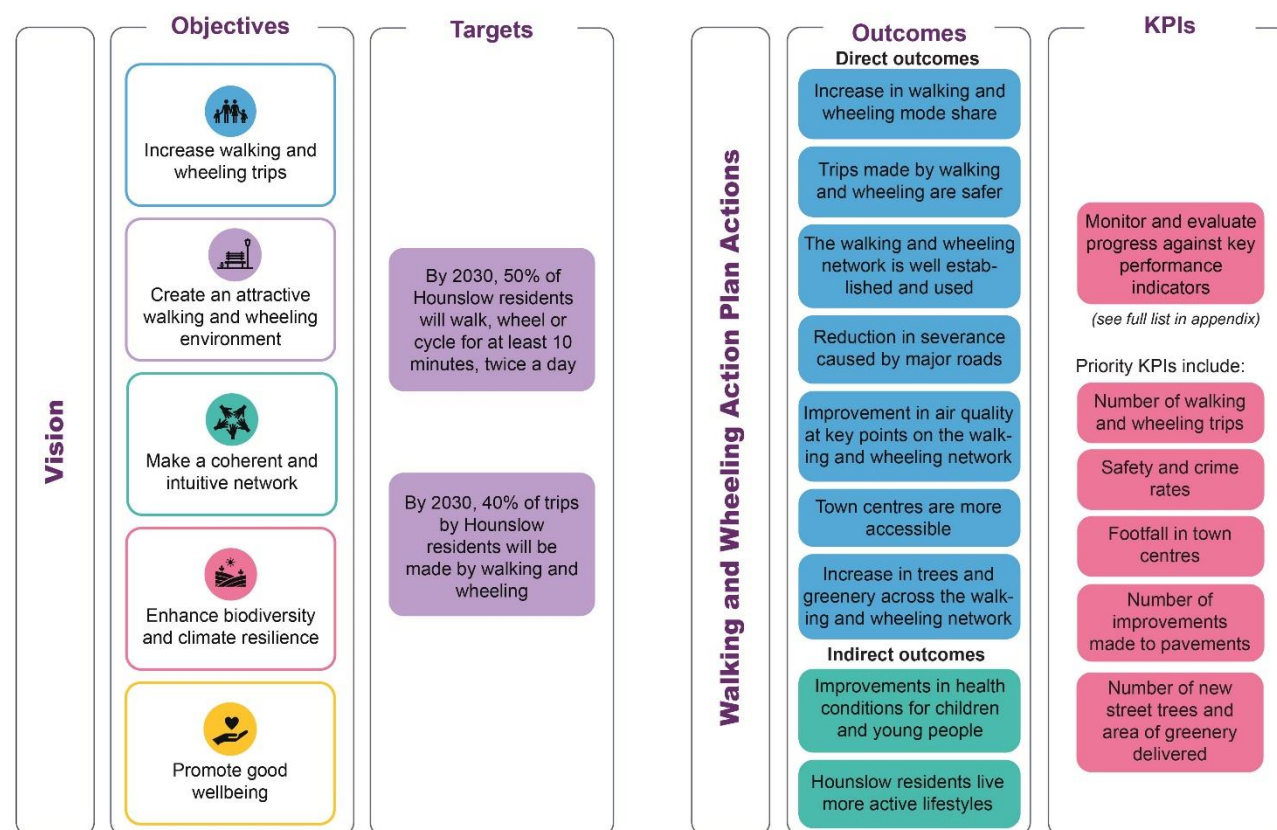 Vision
Objectives
Increase walking and
wheeling trips
Create an attractive
walking and wheeling
environment
Make a coherent and
intuitive network
Enhance biodiversity
and climate resilience
Promote good
wellbeing
Targets
By 2030, 50% of
Hounslow residents
will walk, wheel or
cycle for at least 10
minutes, twice a day
By 2030, 40% of trips
by Hounslow
residents will be
made by walking and
wheeling
Walking and Wheeling Action Plan Actions
Outcomes
Direct outcomes
Increase in walking and
wheeling mode share
Trips made by walking
and wheeling are safer
The walking and wheeling
network is well estab-
lished and used
Reduction in severance
caused by major roads
Improvement in air quality
at key points on the walk-
ing and wheeling network
Town centres are more
accessible
Increase in trees and
greenery across the walk-
ing and wheeling network
Indirect outcomes
Improvements in health
conditions for children
and young people
Hounslow residents live
more active lifestyles
KPIs
Monitor and evaluate
progress against key
performance
indicators
(see full list in appendix)
Priority KPIs include:
Number of walking
and wheeling trips
Safety and crime
rates
Footfall in town
centres
Number of
improvements
made to pavements
Number of new
street trees and
area of greenery
delivered